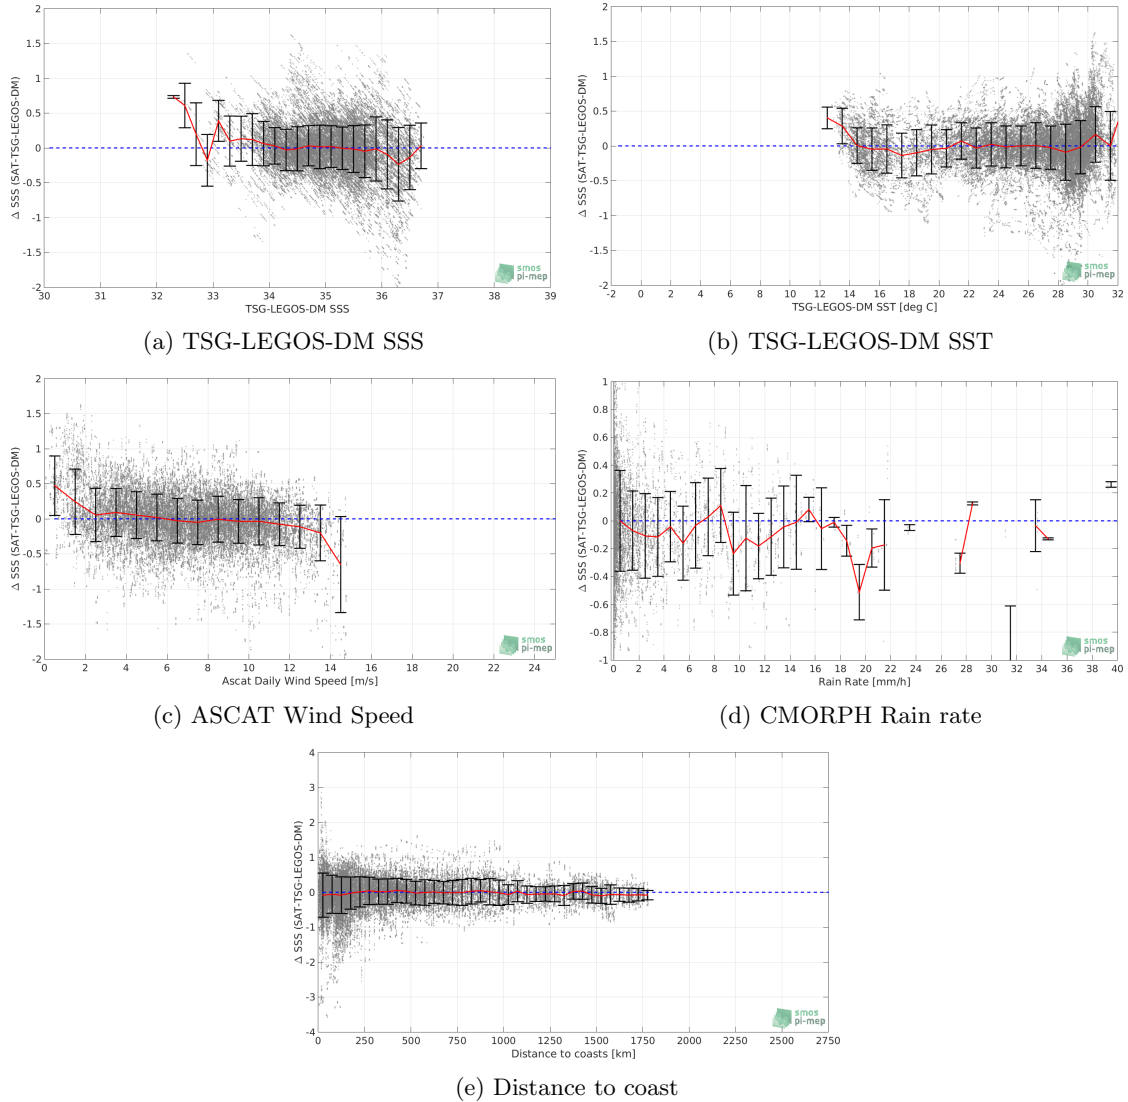 2
1.5
1
0.5
0
-0.5
-1
-1.5
-2
Δ SSS (SAT-TSG-LEGOS-DM)
30 31 32 33 34 35 36 37 38 39
TSG-LEGOS-DM SSS
smos
pi-mep
(a) TSG-LEGOS-DM SSS
2
1.5
1
0.5
0
-0.5
-1
-1.5
-2
Δ SSS (SAT-TSG-LEGOS-DM)
-2 0 2 4 6 8 10 12 14 16 18 20 22 24 26 28 30 32
TSG-LEGOS-DM SST [deg C]
smos
pi-mep
(b) TSG-LEGOS-DM SST
2
1.5
1
0.5
0
-0.5
-1
-1.5
-2
Δ SSS (SAT-TSG-LEGOS-DM)
0 2 4 6 8 10 12 14 16 18 20 22 24
Ascat Daily Wind Speed [m/s]
smos
pi-mep
(c) ASCAT Wind Speed
1
0.8
0.6
0.4
0.2
0
-0.2
-0.4
-0.6
-0.8
-1
Δ SSS (SAT-TSG-LEGOS-DM)
0 2 4 6 8 10 12 14 16 18 20 22 24 26 28 30 32 34 36 38 40
Rain Rate [mm/h]
smos
pi-mep
(d) CMORPH Rain rate
4
3
2
1
0
-1
-2
-3
-4
Δ SSS (SAT-TSG-LEGOS-DM)
0 250 500 750 1000 1250 1500 1750 2000 2250 2500 2750
Distance to coasts [km]
smos
pi-mep
(e) Distance to coast